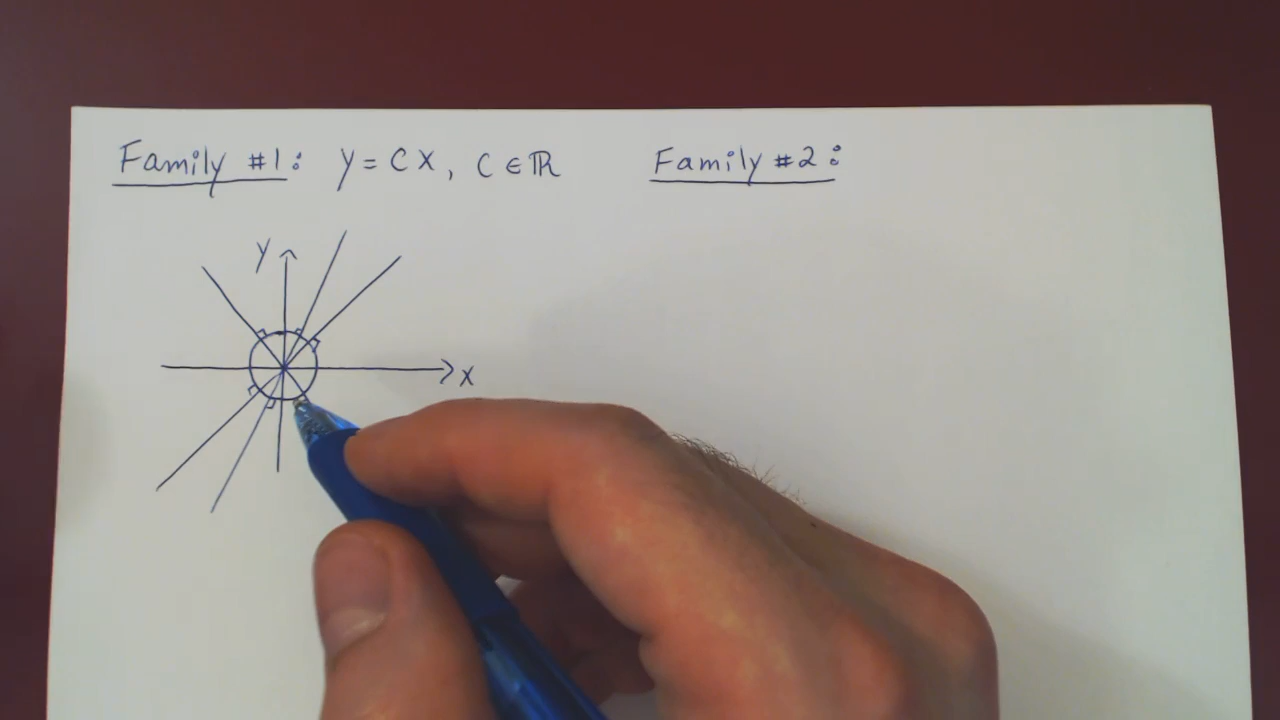 Family #1: y = Cx, C ∈ ℝ
Family #2:
y
x